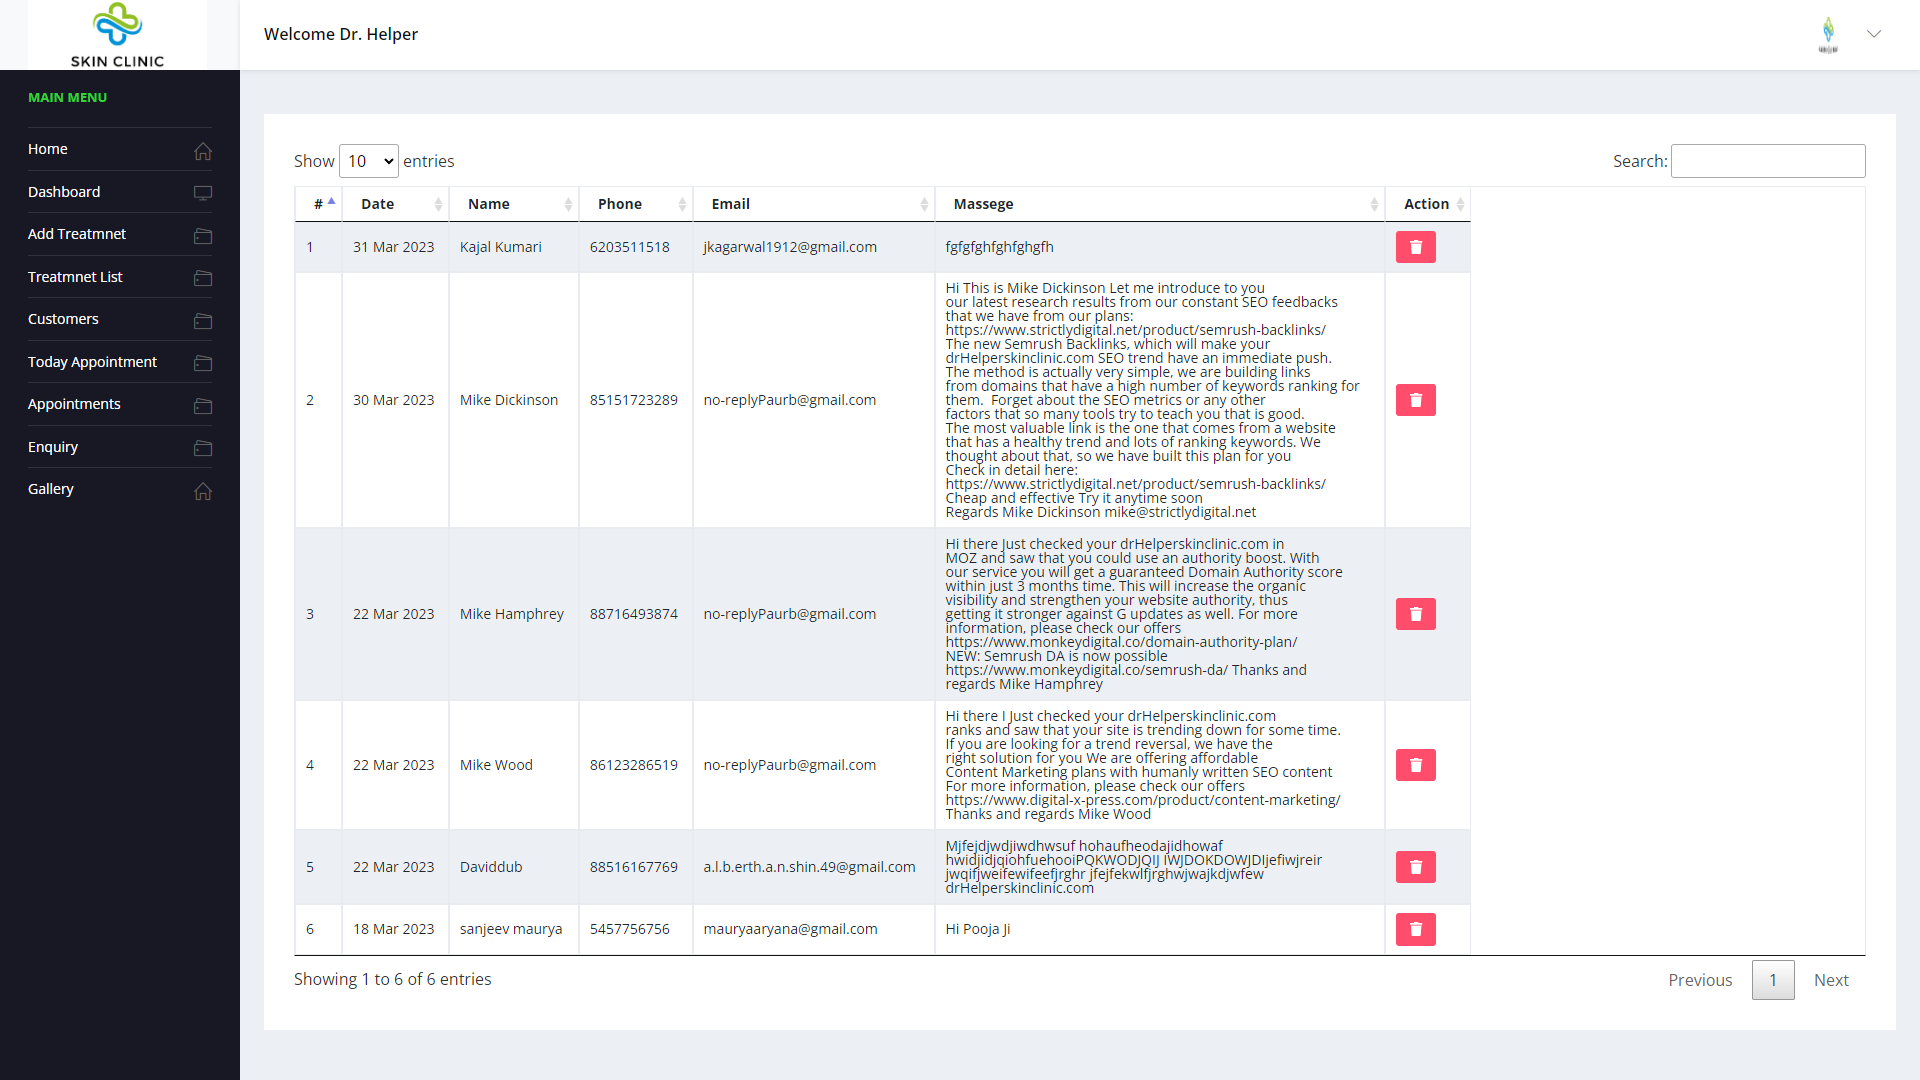 SKIN CLINIC
Welcome Dr. Helper
MAIN MENU
Home
Dashboard
Add Treatmnet
Treatmnet List
Customers
Today Appointment
Appointments
Enquiry
Gallery
Show 10 entries
Search:
# Date Name Phone Email Massege Action
1 31 Mar 2023 Kajal Kumari 6203511518 jkagarwal1912@gmail.com fgfgfghfghfghgfh
2 30 Mar 2023 Mike Dickinson 85151723289 no-replyPaurb@gmail.com
Hi This is Mike Dickinson Let me introduce to you
our latest research results from our constant SEO feedbacks
that we have from our plans:
https://www.strictlydigital.net/product/semrush-backlinks/
The new Semrush Backlinks, which will make your
drHelperskinclinic.com SEO trend have an immediate push.
The method is actually very simple, we are building links
from domains that have a high number of keywords ranking for
them.  Forget about the SEO metrics or any other
factors that so many tools try to teach you that is good.
The most valuable link is the one that comes from a website
that has a healthy trend and lots of ranking keywords. We
thought about that, so we have built this plan for you
Check in detail here:
https://www.strictlydigital.net/product/semrush-backlinks/
Cheap and effective Try it anytime soon
Regards Mike Dickinson mike@strictlydigital.net
3 22 Mar 2023 Mike Hamphrey 88716493874 no-replyPaurb@gmail.com
Hi there Just checked your drHelperskinclinic.com in
MOZ and saw that you could use an authority boost. With
our service you will get a guaranteed Domain Authority score
within just 3 months time. This will increase the organic
visibility and strengthen your website authority, thus
getting it stronger against G updates as well. For more
information, please check our offers
https://www.monkeydigital.co/domain-authority-plan/
NEW: Semrush DA is now possible
https://www.monkeydigital.co/semrush-da/ Thanks and
regards Mike Hamphrey
4 22 Mar 2023 Mike Wood 86123286519 no-replyPaurb@gmail.com
Hi there I Just checked your drHelperskinclinic.com
ranks and saw that your site is trending down for some time.
If you are looking for a trend reversal, we have the
right solution for you We are offering affordable
Content Marketing plans with humanly written SEO content
For more information, please check our offers
https://www.digital-x-press.com/product/content-marketing/
Thanks and regards Mike Wood
5 22 Mar 2023 Daviddub 88516167769 a.l.b.erth.a.n.shin.49@gmail.com
Mjfejdjwdjiwdhwsuf hohaufheodajidhowaf
hwidjidjqiohfuehooiPQKWODJQIJ IWJDOKDOWJDIjefiwjreir
jwqifjweifewifeefjrghr jfejfekwlfjrghwjwajkdjwfew
drHelperskinclinic.com
6 18 Mar 2023 sanjeev maurya 5457756756 mauryaaryana@gmail.com Hi Pooja Ji
Showing 1 to 6 of 6 entries
Previous 1 Next